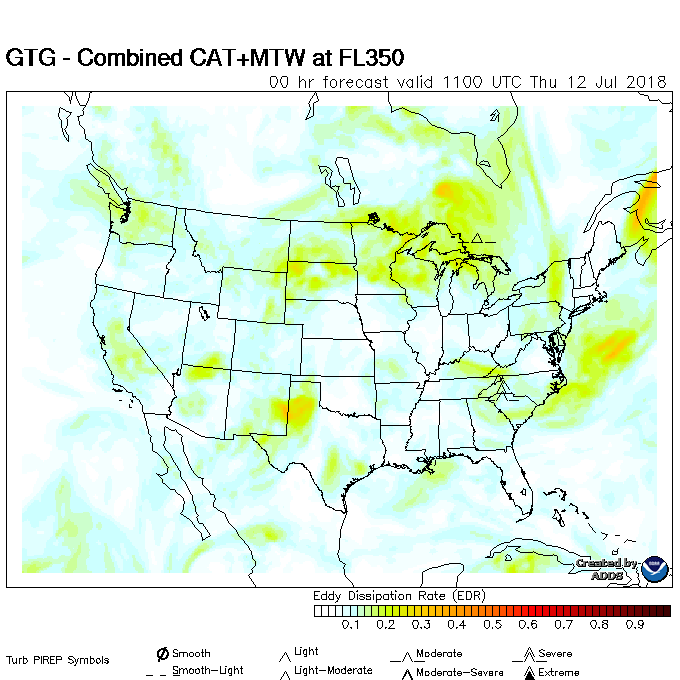 GTG - Combined CAT+MTW at FL350
00 hr forecast valid 1100 UTC Thu 12 Jul 2018
Created by
ADDS
Eddy Dissipation Rate (EDR)
0.1 0.2 0.3 0.4 0.5 0.6 0.7 0.8 0.9
Turb PIREP Symbols
Smooth Light Moderate Severe
Smooth-Light Light-Moderate Moderate-Severe Extreme